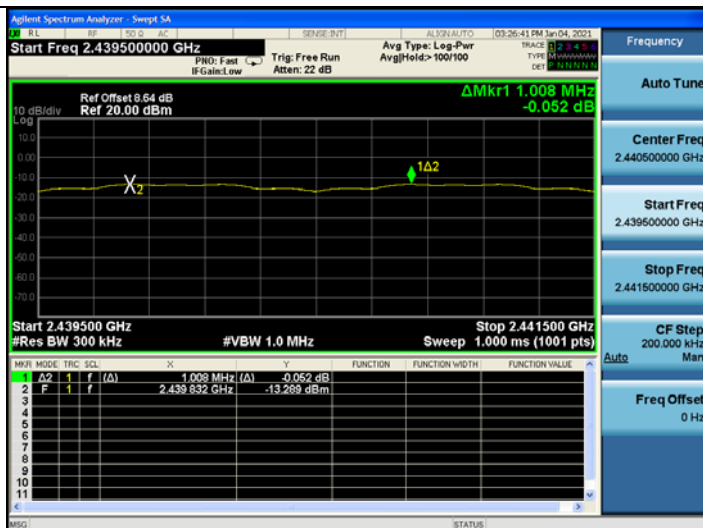 Agilent Spectrum Analyzer - Swept SA
RL RF 50 Ω AC SENSE:INT ALIGN AUTO 03:26:41 PM Jan 04, 2021
Start Freq 2.439500000 GHz
PNO: Fast
IFGain:Low
Trig: Free Run
Atten: 22 dB
Avg Type: Log-Pwr
Avg|Hold:> 100/100
TRACE 1 2 3 4 5 6
TYPE
DET P N N N N N
Ref Offset 8.64 dB
Ref 20.00 dBm
10 dB/div
Log
ΔMkr1 1.008 MHz
-0.052 dB
10.0
0.00
-10.0
-20.0
-30.0
-40.0
-50.0
-60.0
-70.0
X2
1Δ2
Start 2.439500 GHz Stop 2.441500 GHz
#Res BW 300 kHz #VBW 1.0 MHz Sweep 1.000 ms (1001 pts)
MKR MODE TRC SCL X Y FUNCTION FUNCTION WIDTH FUNCTION VALUE
1 Δ2 1 f (Δ) 1.008 MHz (Δ) -0.052 dB
2 F 1 f 2.439 832 GHz -13.289 dBm
3
4
5
6
7
8
9
10
11
MSG STATUS
Frequency
Auto Tune
Center Freq
2.440500000 GHz
Start Freq
2.439500000 GHz
Stop Freq
2.441500000 GHz
CF Step
200.000 kHz
Auto Man
Freq Offset
0 Hz